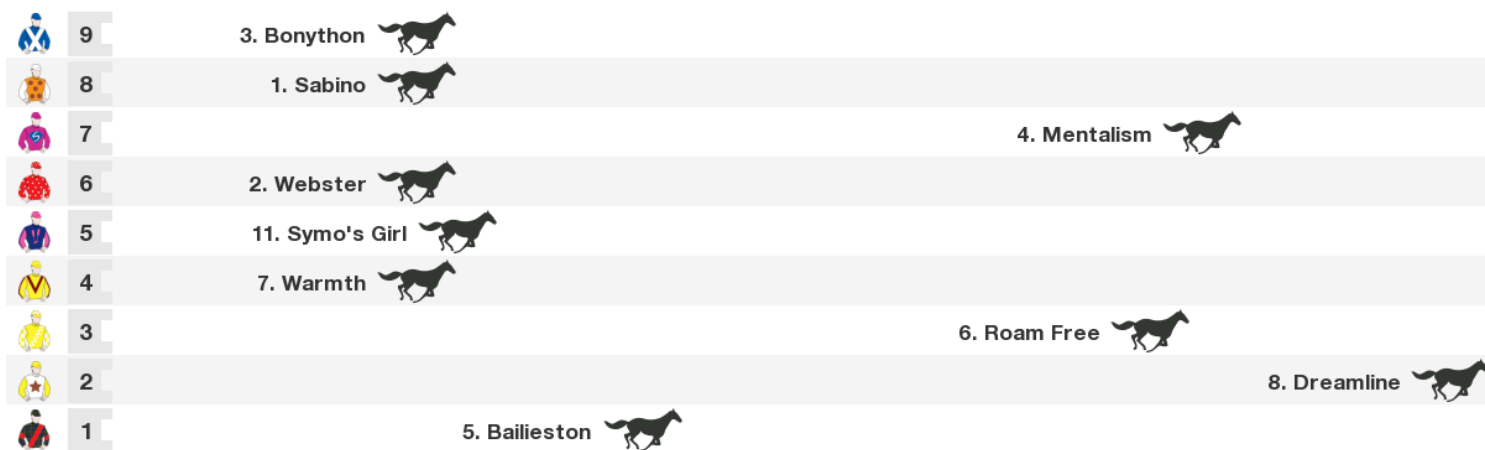 9 3. Bonython
8 1. Sabino
7 4. Mentalism
6 2. Webster
5 11. Symo's Girl
4 7. Warmth
3 6. Roam Free
2 8. Dreamline
1 5. Bailieston